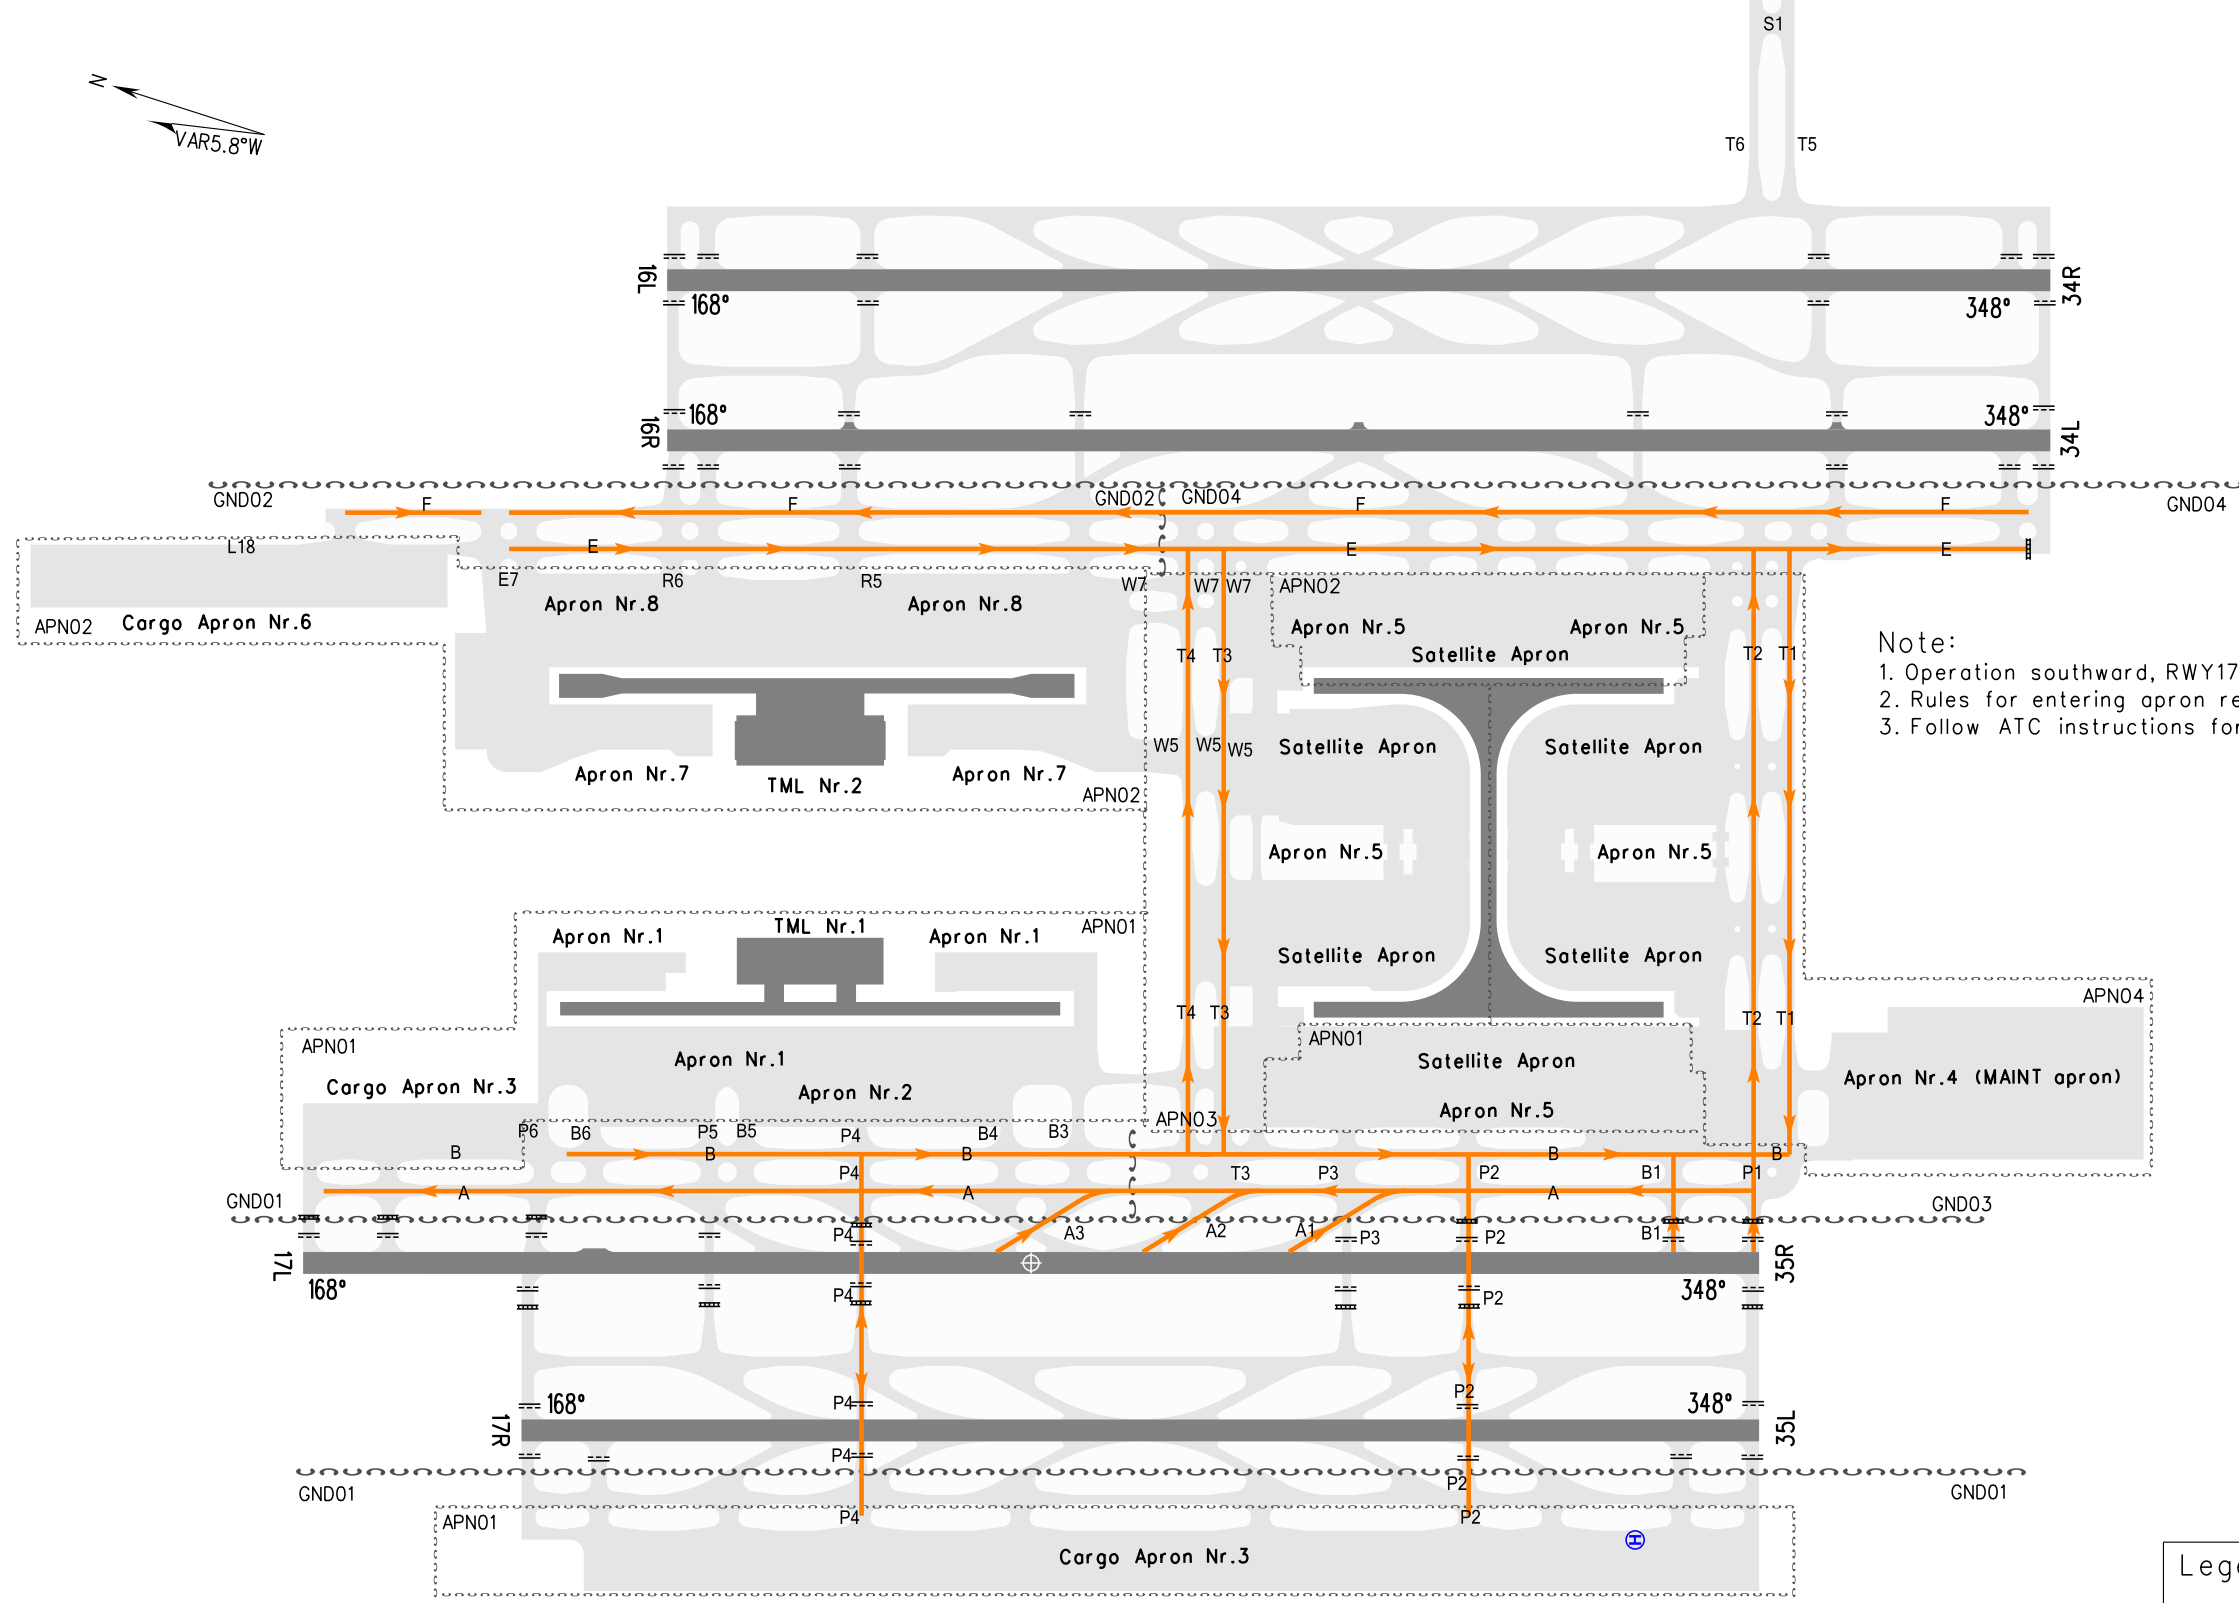 S1
N
VAR5.8°W
T6 T5
16L 168° 348° 34R
16R 168° 348° 34L
GND02 GND02 GND04 GND04
F F F F
L18 E E E
E7 R6 R5 W7 W7 W7 APN02
Apron Nr.8 Apron Nr.8
APN02 Cargo Apron Nr.6
Apron Nr.5 Apron Nr.5
Satellite Apron
T4 T3 T2 T1
Note:
1. Operation southward, RWY17
2. Rules for entering apron re
3. Follow ATC instructions for
W5 W5 W5
Satellite Apron Satellite Apron
Apron Nr.7 TML Nr.2 Apron Nr.7
APN02
Apron Nr.5 Apron Nr.5
TML Nr.1 APN01
Apron Nr.1 Apron Nr.1
Satellite Apron Satellite Apron
APN04
T4 T3 T2 T1
APN01 APN01
Apron Nr.1 Satellite Apron
Cargo Apron Nr.3 Apron Nr.2 Apron Nr.4 (MAINT apron)
Apron Nr.5
APN03
P6 B6 P5 B5 P4 B4 B3
B B B B B
P4 T3 P3 P2 B1 P1
A A A
GND01 GND03
P4 A3 A2 A1 P3 P2 B1
17L 168° 348° 35R
P4 P2
P2
168° P4 348°
17R 35L
P4
P2
GND01 GND01
APN01 P4 P2
H
Cargo Apron Nr.3
Lege